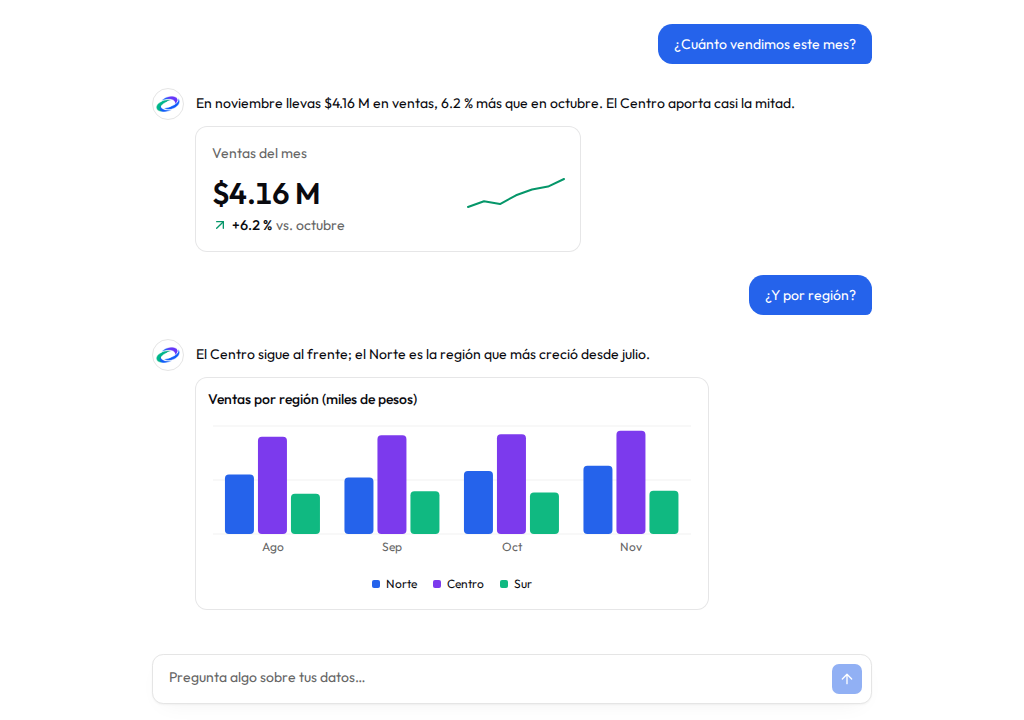 ¿Cuánto vendimos este mes?
En noviembre llevas $4.16 M en ventas, 6.2 % más que en octubre. El Centro aporta casi la mitad.
Ventas del mes
$4.16 M
+6.2 % vs. octubre
¿Y por región?
El Centro sigue al frente; el Norte es la región que más creció desde julio.
Ventas por región (miles de pesos)
Ago Sep Oct Nov
Norte Centro Sur
Pregunta algo sobre tus datos…